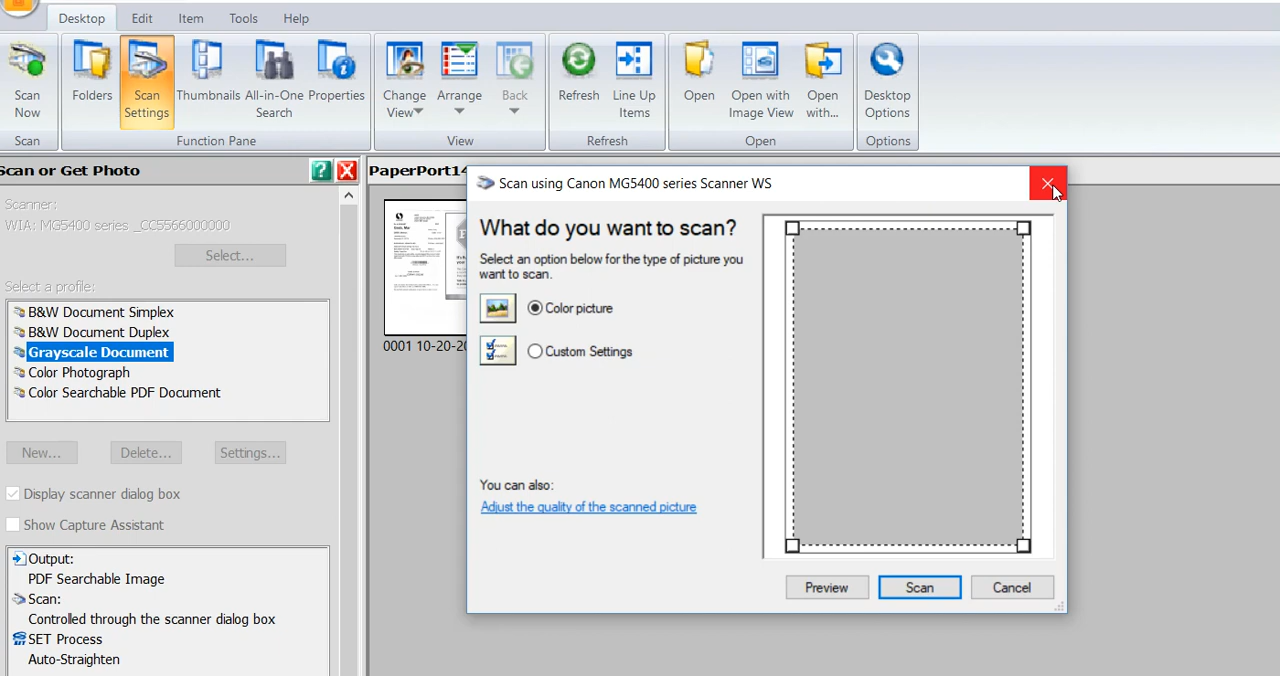 Desktop Edit Item Tools Help
Scan Now
Folders
Scan Settings
Thumbnails
All-in-One Search
Properties
Change View
Arrange
Back
Refresh
Line Up Items
Open
Open with Image View
Open with...
Desktop Options
Scan
Function Pane
View
Refresh
Open
Options
Scan or Get Photo
Scanner:
WIA: MG5400 series _CC5566000000
Select...
Select a profile:
B&W Document Simplex
B&W Document Duplex
Grayscale Document
Color Photograph
Color Searchable PDF Document
New... Delete... Settings...
Display scanner dialog box
Show Capture Assistant
Output:
PDF Searchable Image
Scan:
Controlled through the scanner dialog box
SET Process
Auto-Straighten
PaperPort14
0001 10-20-20
Scan using Canon MG5400 series Scanner WS
What do you want to scan?
Select an option below for the type of picture you
want to scan.
Color picture
Custom Settings
You can also:
Adjust the quality of the scanned picture
Preview Scan Cancel